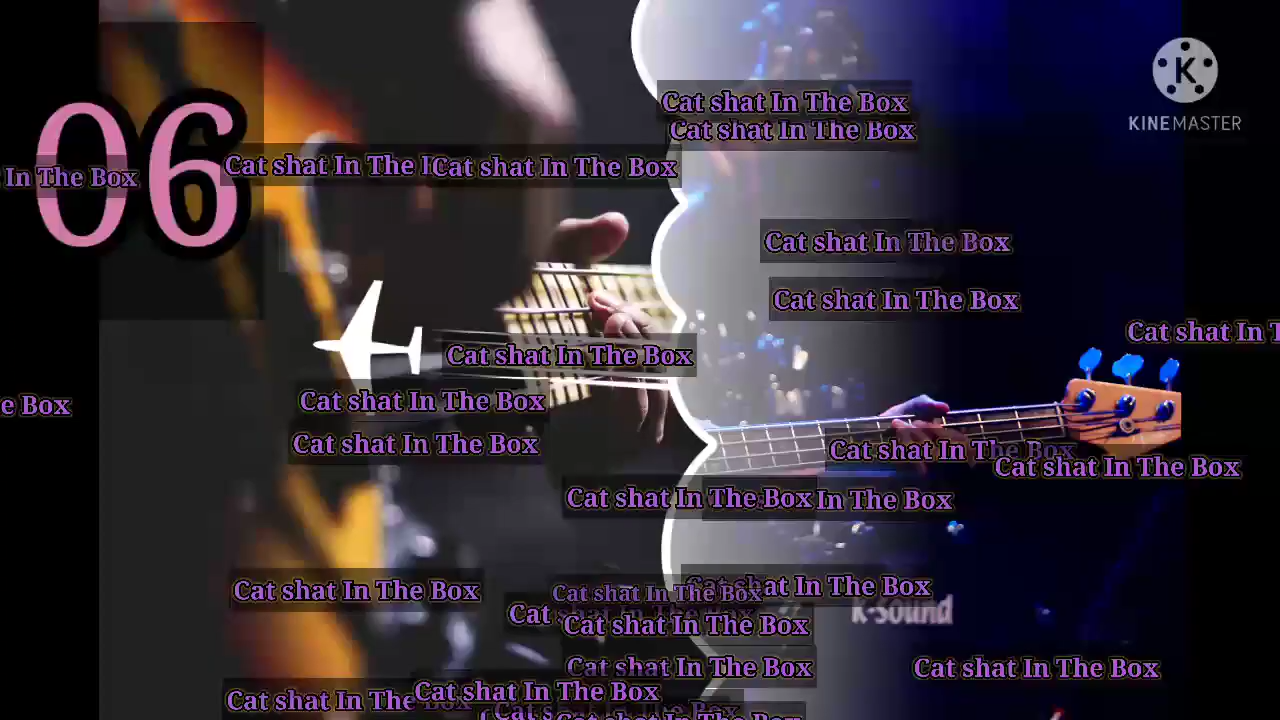 Cat shat In The Box
Cat shat In The Box
06
Cat shat In The
Cat shat In The Box
In The Box
K
KINEMASTER
Cat shat In The Box
Cat shat In The Box
Cat shat In
Cat shat In The Box
Cat shat In The Box
e Box
Cat shat In The Box
Cat shat In The Box
Cat shat In The Box
Cat shat In The Box
In The Box
Cat shat In The Box
Cat shat In The Box
at In The Box
K-Sound
Cat
Cat shat In The Box
Cat shat In The Box
Cat shat In The Box
Cat shat In The Box
Cat shat In The Box